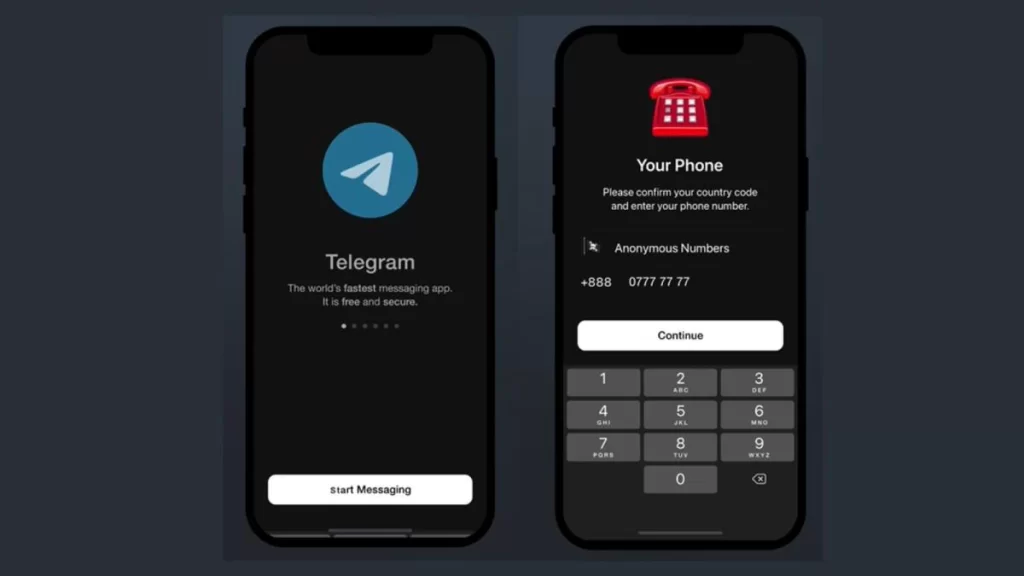 Telegram
The world's fastest messaging app.
It is free and secure.
Start Messaging
Your Phone
Please confirm your country code
and enter your phone number.
Anonymous Numbers
+888 0777 77 77
Continue
1 2 3
ABC DEF
4 5 6
GHI JKL MNO
7 8 9
PQRS TUV WXYZ
0